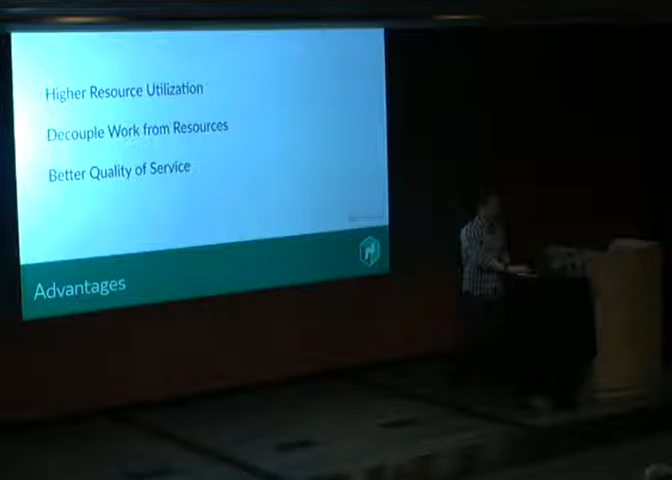 Higher Resource Utilization
Decouple Work from Resources
Better Quality of Service
Advantages